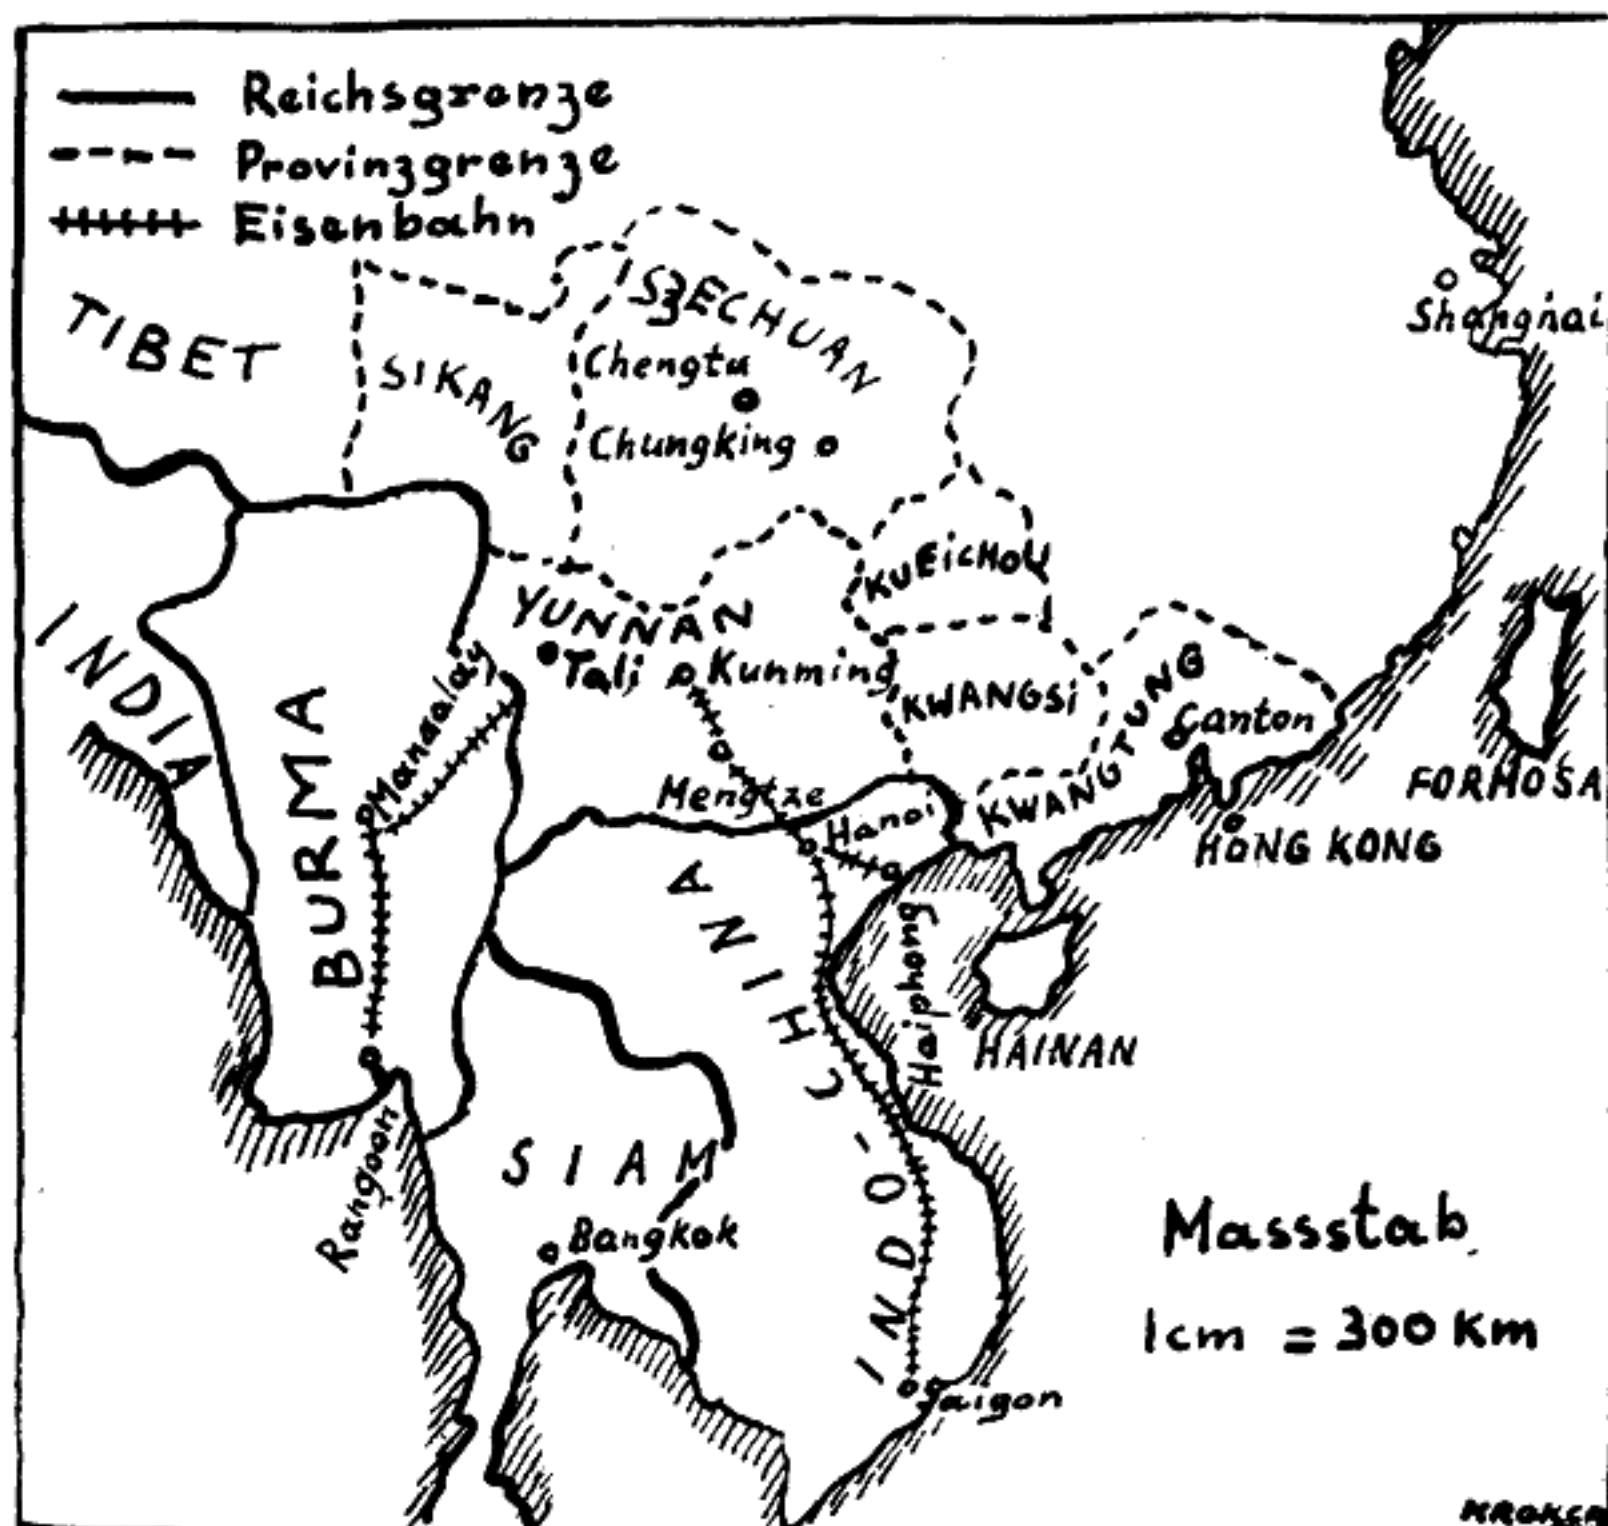 Reichsgrenze
Provinzgrenze
Eisenbahn
TIBET
SIKANG
SZECHUAN
Chengtu
Chungking
Shanghai
INDIA
BURMA
Mandalay
Rangoon
YUNNAN
Tali
Kunming
Mengtze
KUEICHOU
KWANGSI
KWANGTUNG
Canton
HONG KONG
FORMOSA
Hanoi
Haiphong
HAINAN
INDO-CHINA
SIAM
Bangkok
Saigon
Massstab
1cm = 300 Km